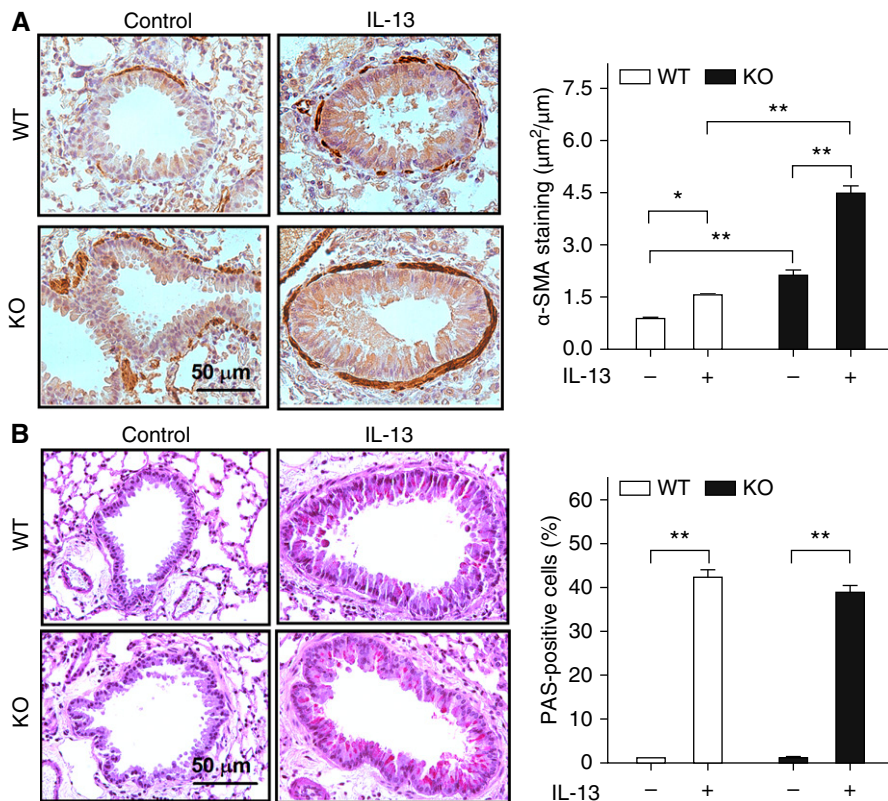 A
Control
IL-13
WT
KO
50 μm
WT KO
α-SMA staining (μm²/μm)
7.5
6.0
4.5
3.0
1.5
0.0
**
**
*
**
IL-13 – + – +
B
Control
IL-13
WT
KO
50 μm
WT KO
PAS-positive cells (%)
60
50
40
30
20
10
0
** **
IL-13 – + – +